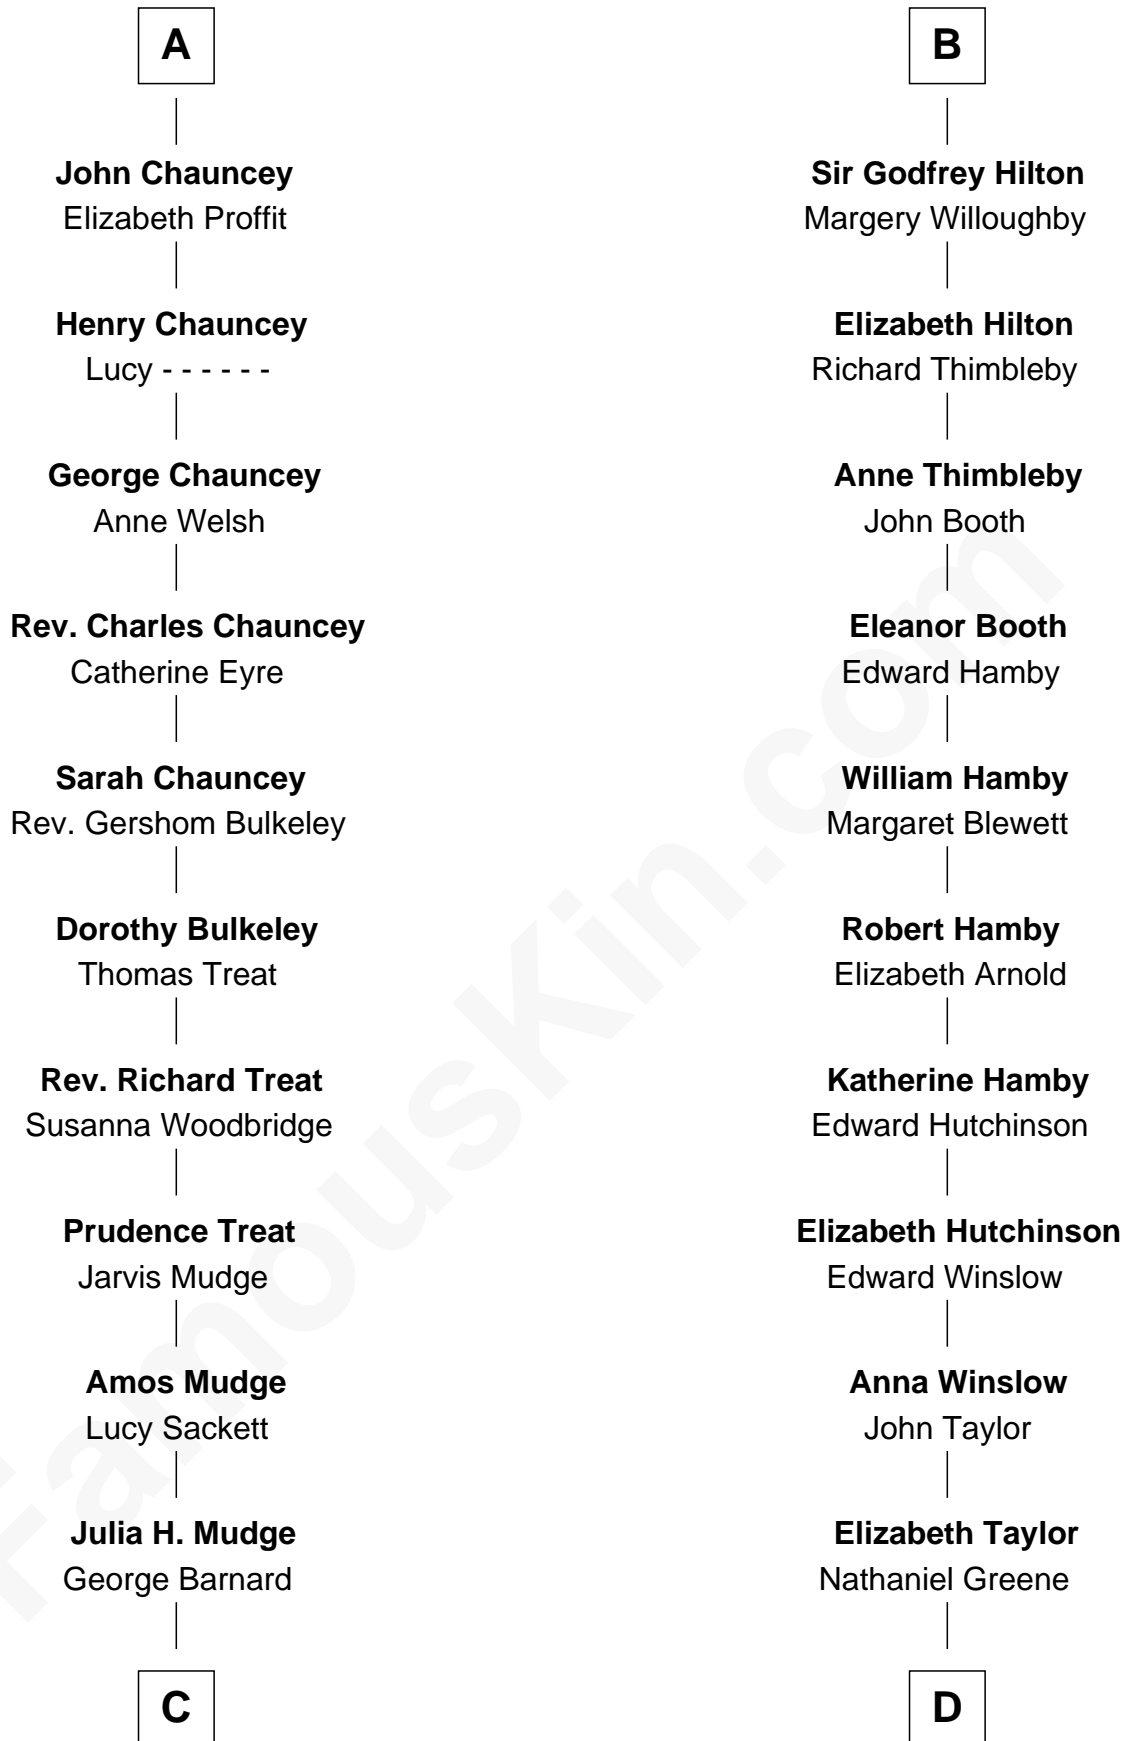 A
John Chauncey
Elizabeth Proffit
Henry Chauncey
Lucy - - - - - -
George Chauncey
Anne Welsh
Rev. Charles Chauncey
Catherine Eyre
Sarah Chauncey
Rev. Gershom Bulkeley
Dorothy Bulkeley
Thomas Treat
Rev. Richard Treat
Susanna Woodbridge
Prudence Treat
Jarvis Mudge
Amos Mudge
Lucy Sackett
Julia H. Mudge
George Barnard
C
B
Sir Godfrey Hilton
Margery Willoughby
Elizabeth Hilton
Richard Thimbleby
Anne Thimbleby
John Booth
Eleanor Booth
Edward Hamby
William Hamby
Margaret Blewett
Robert Hamby
Elizabeth Arnold
Katherine Hamby
Edward Hutchinson
Elizabeth Hutchinson
Edward Winslow
Anna Winslow
John Taylor
Elizabeth Taylor
Nathaniel Greene
D
FamousKin.com